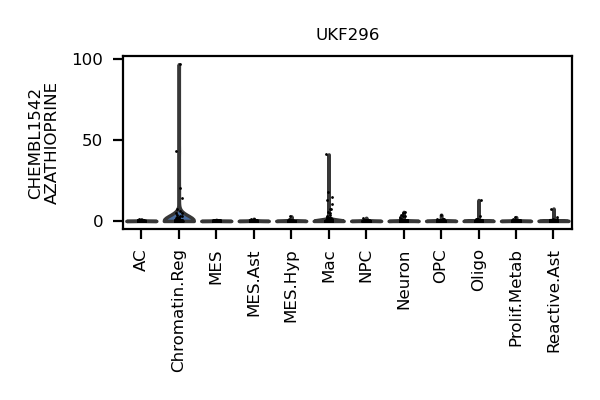 UKF296
CHEMBL1542
AZATHIOPRINE
100
50
0
AC
Chromatin.Reg
MES
MES.Ast
MES.Hyp
Mac
NPC
Neuron
OPC
Oligo
Prolif.Metab
Reactive.Ast